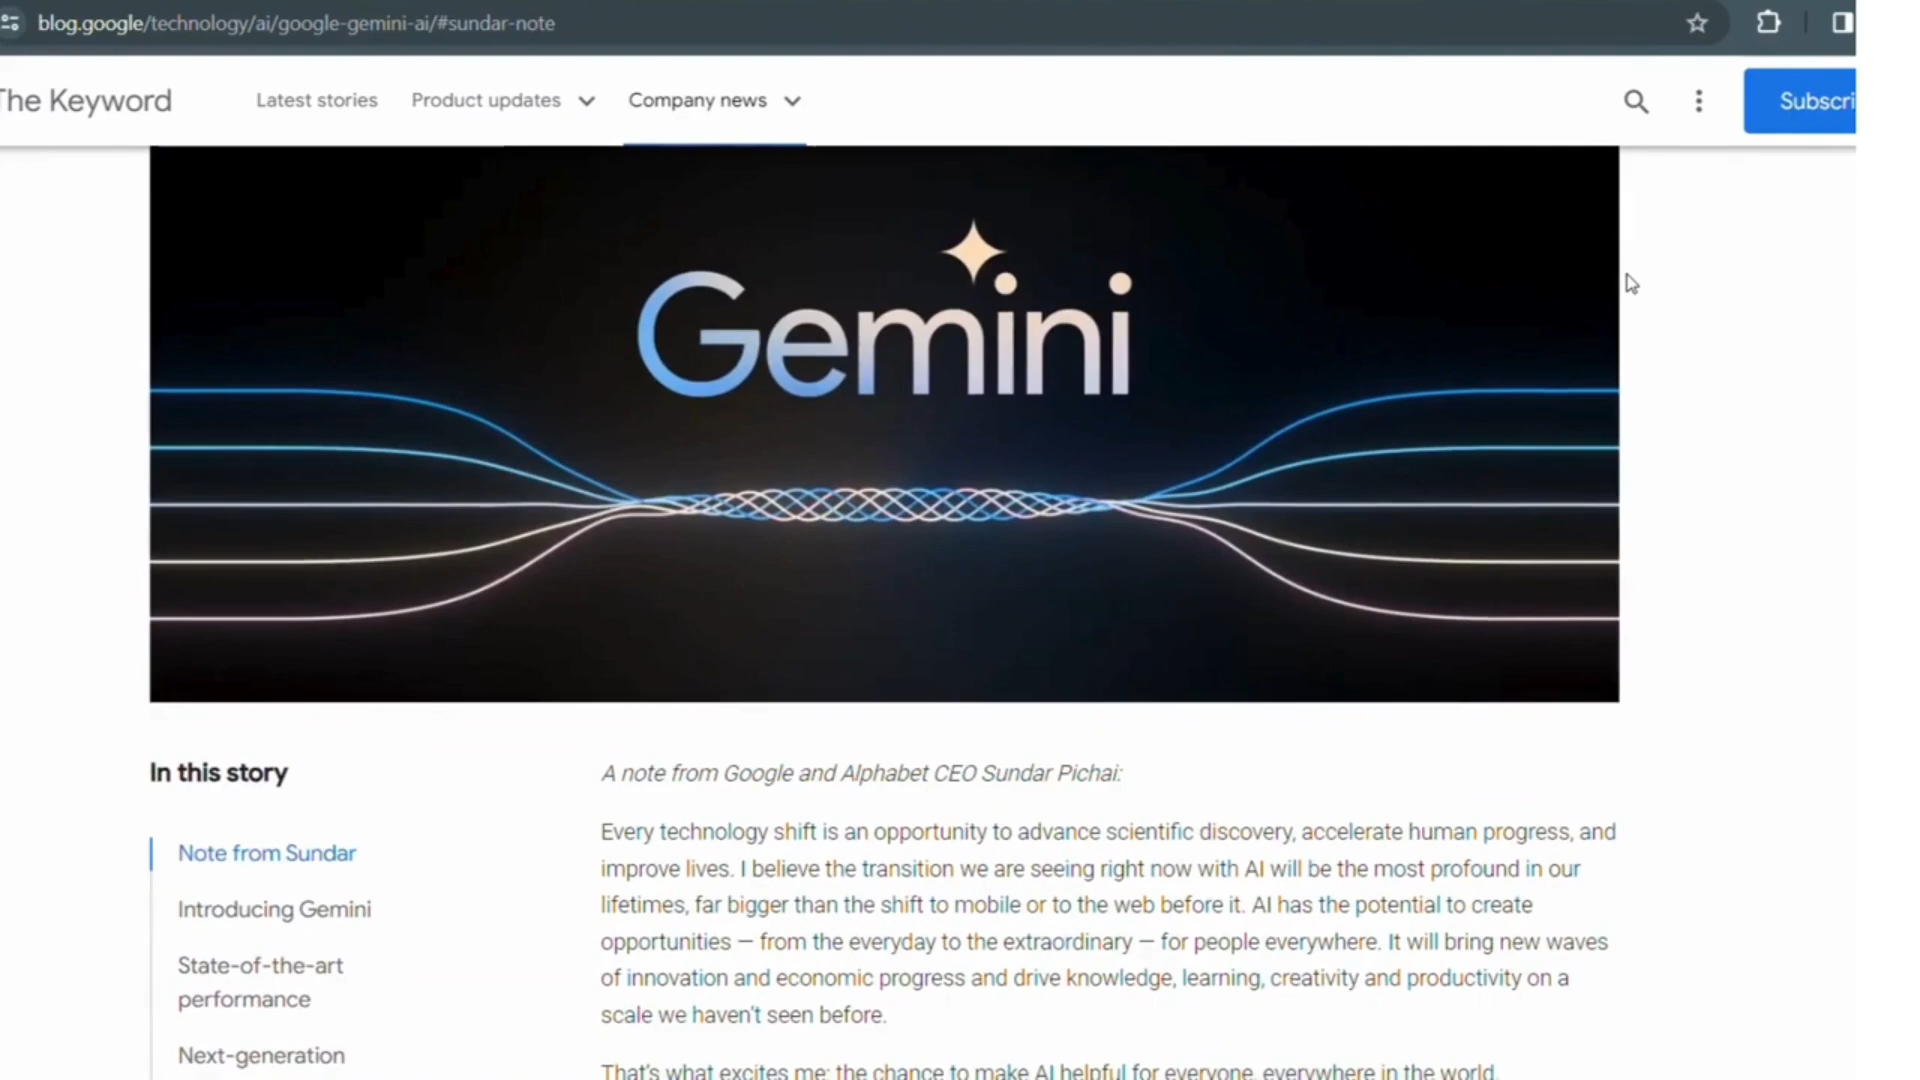 blog.google/technology/ai/google-gemini-ai/#sundar-note
The Keyword
Latest stories
Product updates
Company news
Subscri
Gemini
In this story
Note from Sundar
Introducing Gemini
State-of-the-art
performance
Next-generation
A note from Google and Alphabet CEO Sundar Pichai:
Every technology shift is an opportunity to advance scientific discovery, accelerate human progress, and
improve lives. I believe the transition we are seeing right now with AI will be the most profound in our
lifetimes, far bigger than the shift to mobile or to the web before it. AI has the potential to create
opportunities — from the everyday to the extraordinary — for people everywhere. It will bring new waves
of innovation and economic progress and drive knowledge, learning, creativity and productivity on a
scale we haven't seen before.
That's what excites me: the chance to make AI helpful for everyone, everywhere in the world.